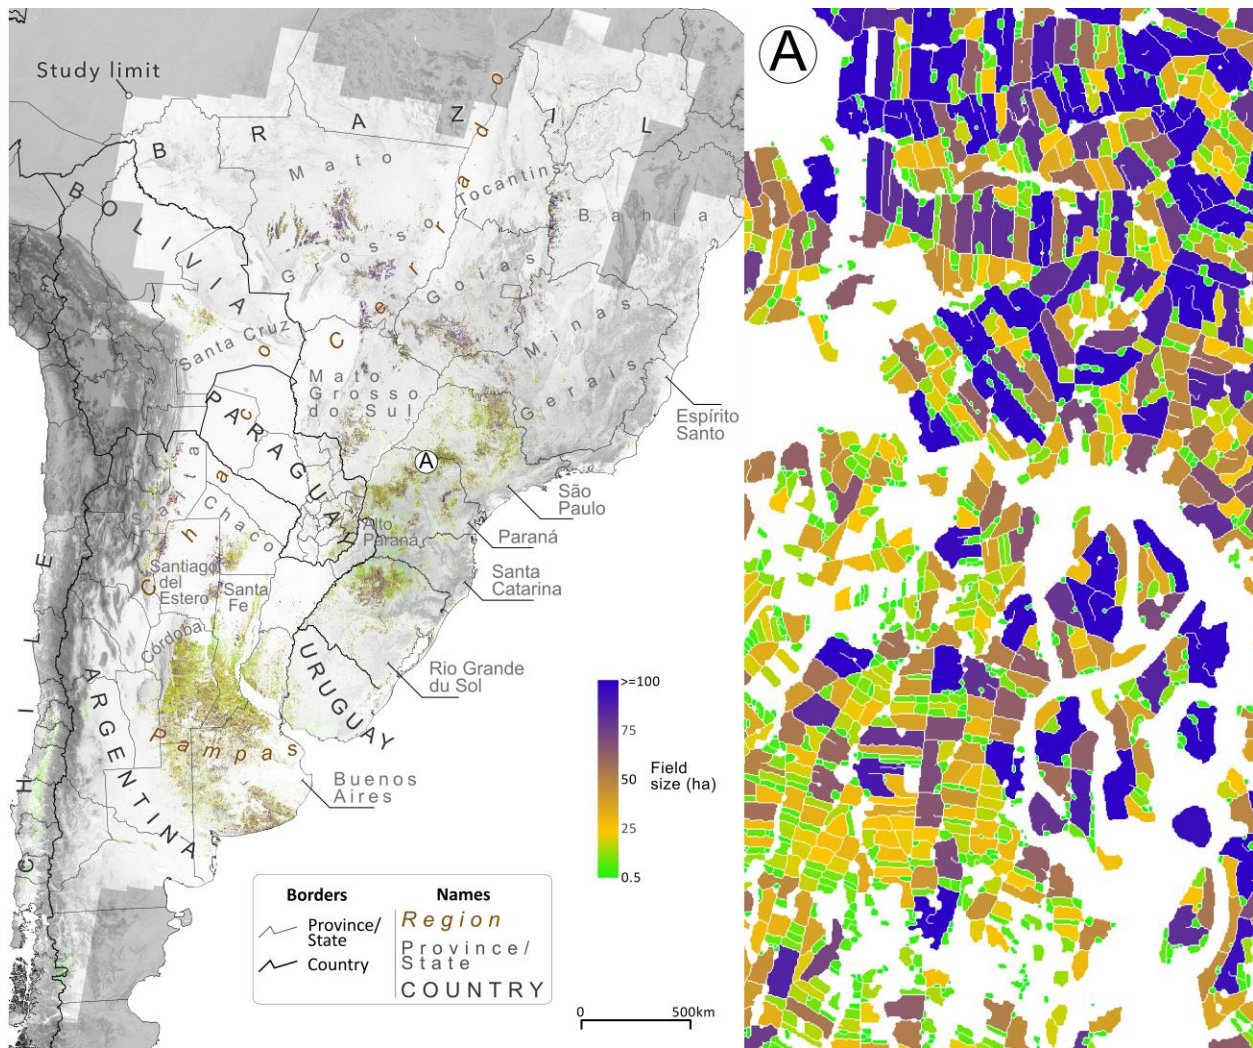 Study limit
BRAZIL
BOLIVIA
Mato Grosso
Tocantins
Bahia
Cerrado
Goias
Santa Cruz
Minas Gerais
Mato
Grosso
do Sul
Espírito
Santo
PARAGUAY
Chaco
Salta
Chaco
A
São
Paulo
Alto
Paraná
Paraná
Santiago
del
Estero
Santa
Fe
Santa
Catarina
Córdoba
CHILE
ARGENTINA
URUGUAY
Rio Grande
du Sol
Pampas
Buenos
Aires
>=100
75
50
25
0.5
Field
size (ha)
Borders
Province/
State
Country
Names
Region
Province/
State
COUNTRY
0 500km
A